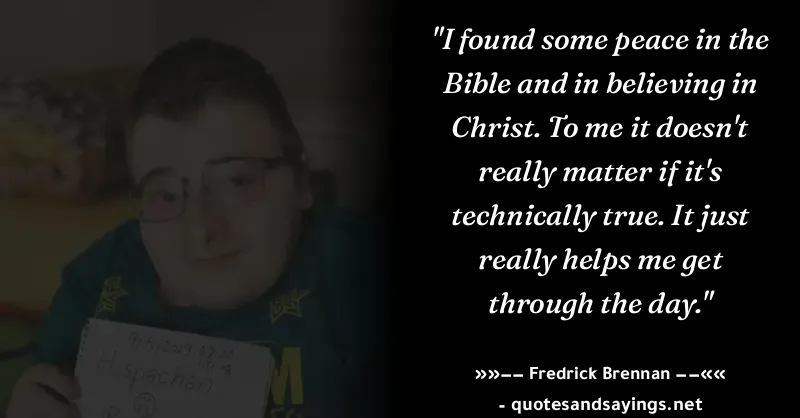 "I found some peace in the
Bible and in believing in
Christ. To me it doesn't
really matter if it's
technically true. It just
really helps me get
through the day."
»»–– Fredrick Brennan ––««
- quotesandsayings.net
Hispachan
M